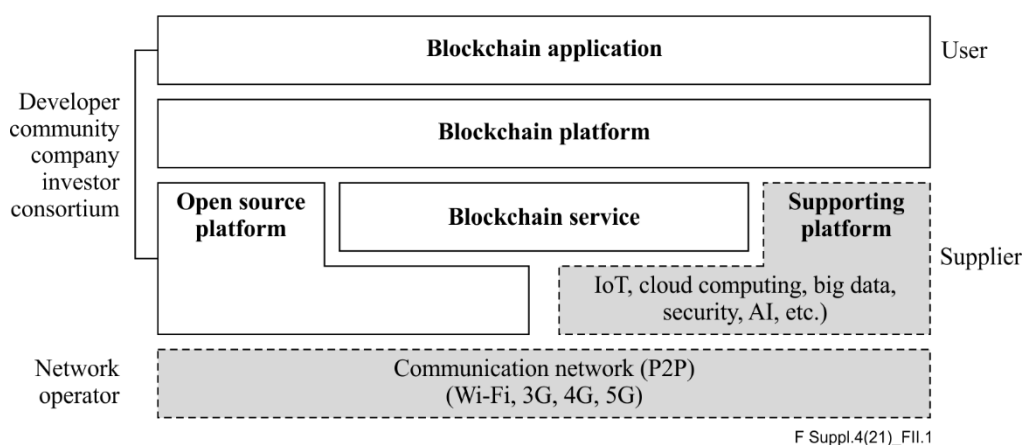 Blockchain application
User
Developer
community
company
investor
consortium
Blockchain platform
Open source
platform
Blockchain service
Supporting
platform
IoT, cloud computing, big data,
security, AI, etc.)
Supplier
Network
operator
Communication network (P2P)
(Wi-Fi, 3G, 4G, 5G)
F Suppl.4(21)_FII.1